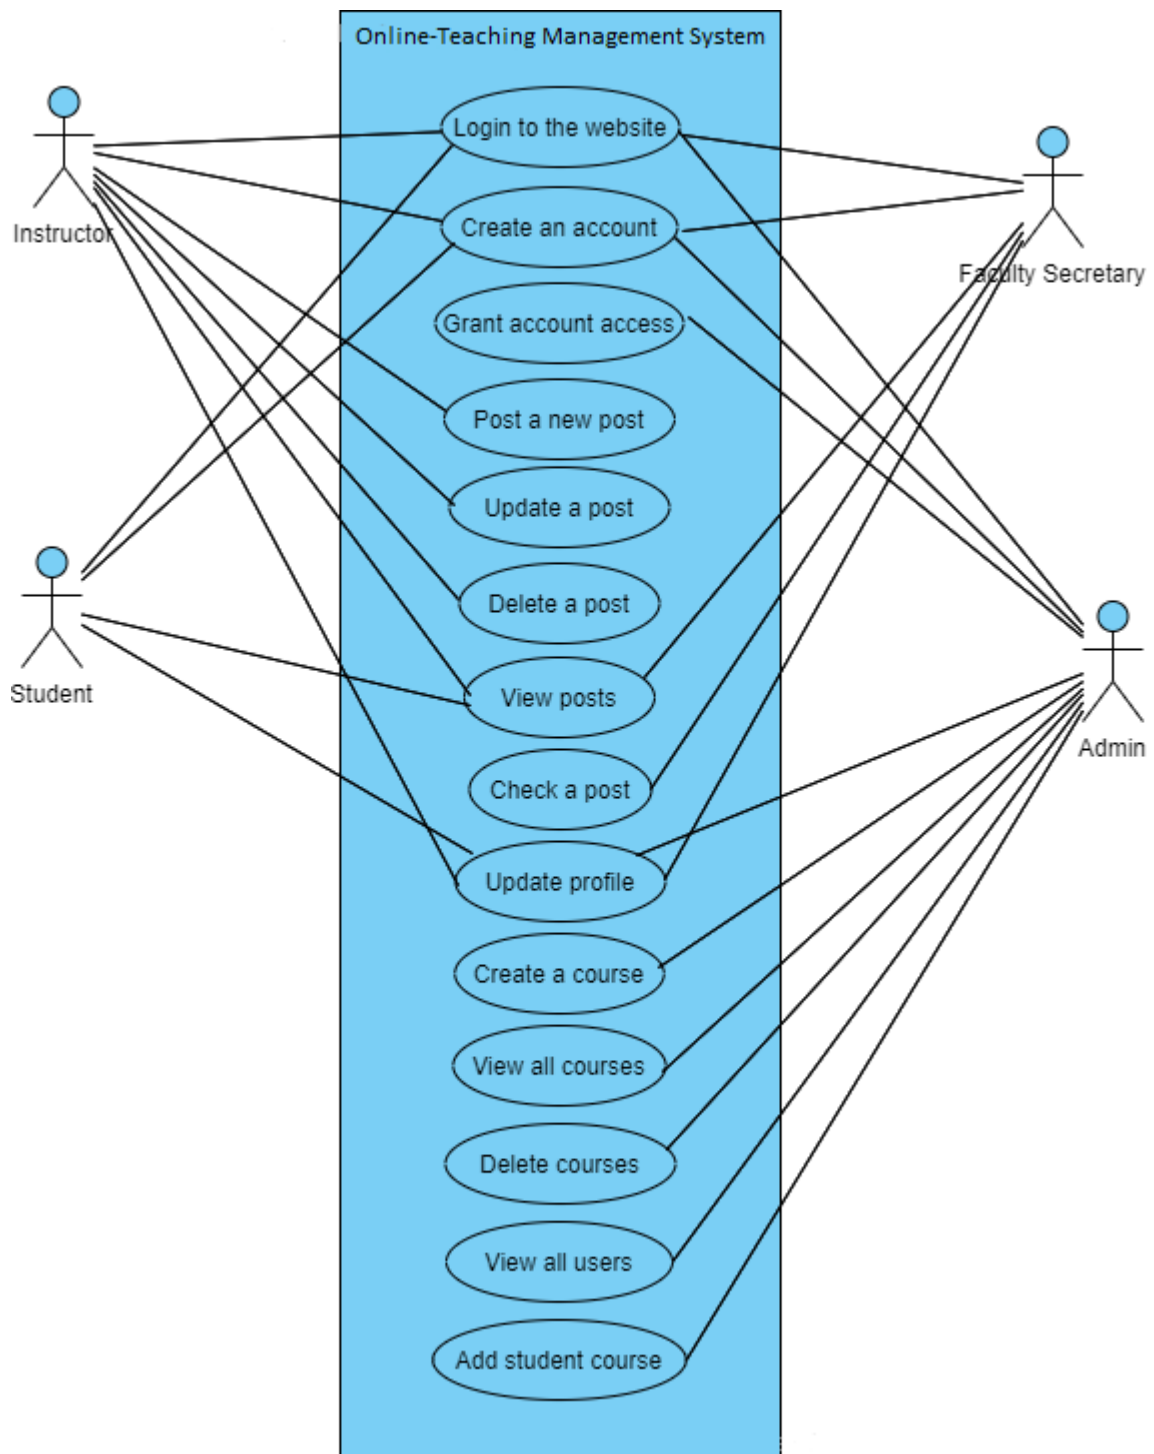 Online-Teaching Management System
Login to the website
Instructor
Create an account
Faculty Secretary
Grant account access
Post a new post
Update a post
Delete a post
Student
View posts
Admin
Check a post
Update profile
Create a course
View all courses
Delete courses
View all users
Add student course